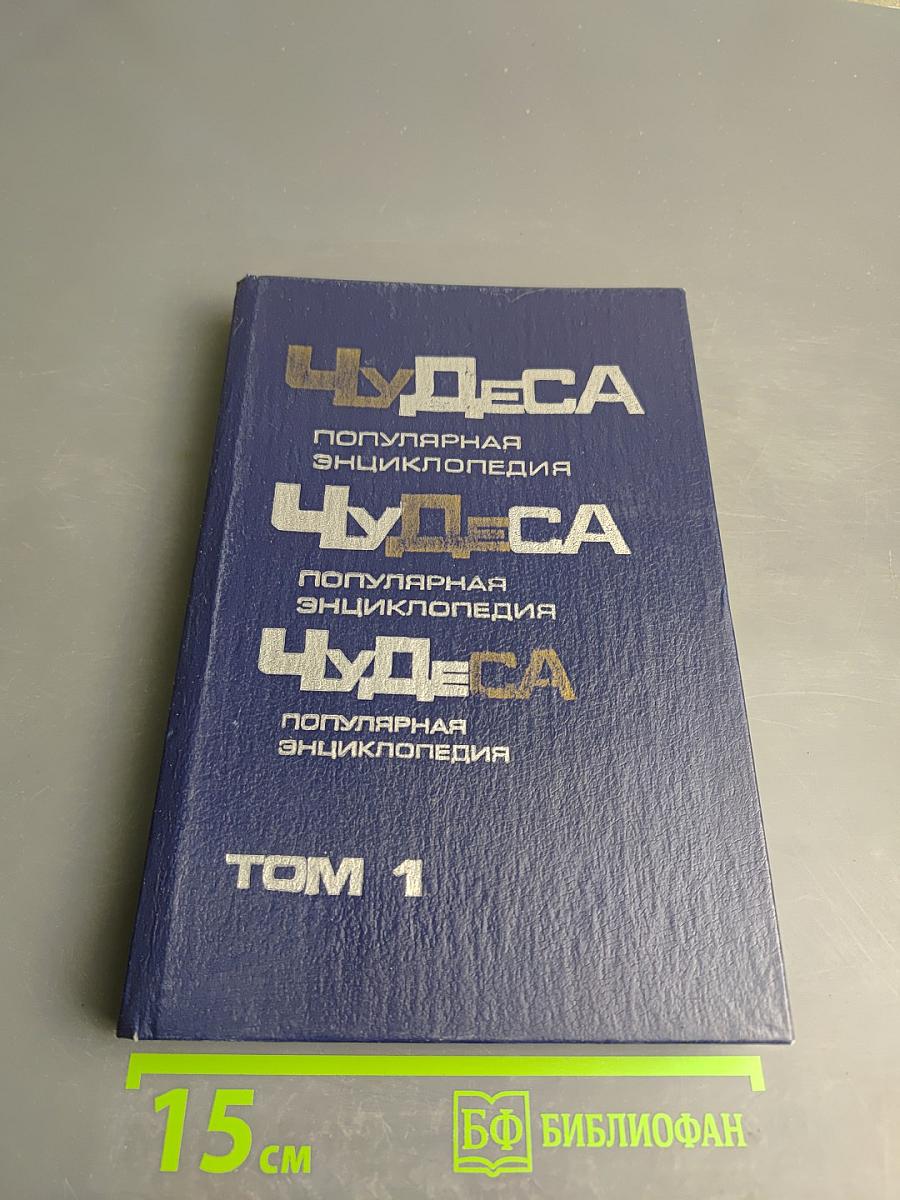 ЧУДЕСА
ПОПУЛЯРНАЯ
ЭНЦИКЛОПЕДИЯ
ЧУДЕСА
ПОПУЛЯРНАЯ
ЭНЦИКЛОПЕДИЯ
ЧУДЕСА
ПОПУЛЯРНАЯ
ЭНЦИКЛОПЕДИЯ
ТОМ 1
15 см
БФ БИБЛИОФАН